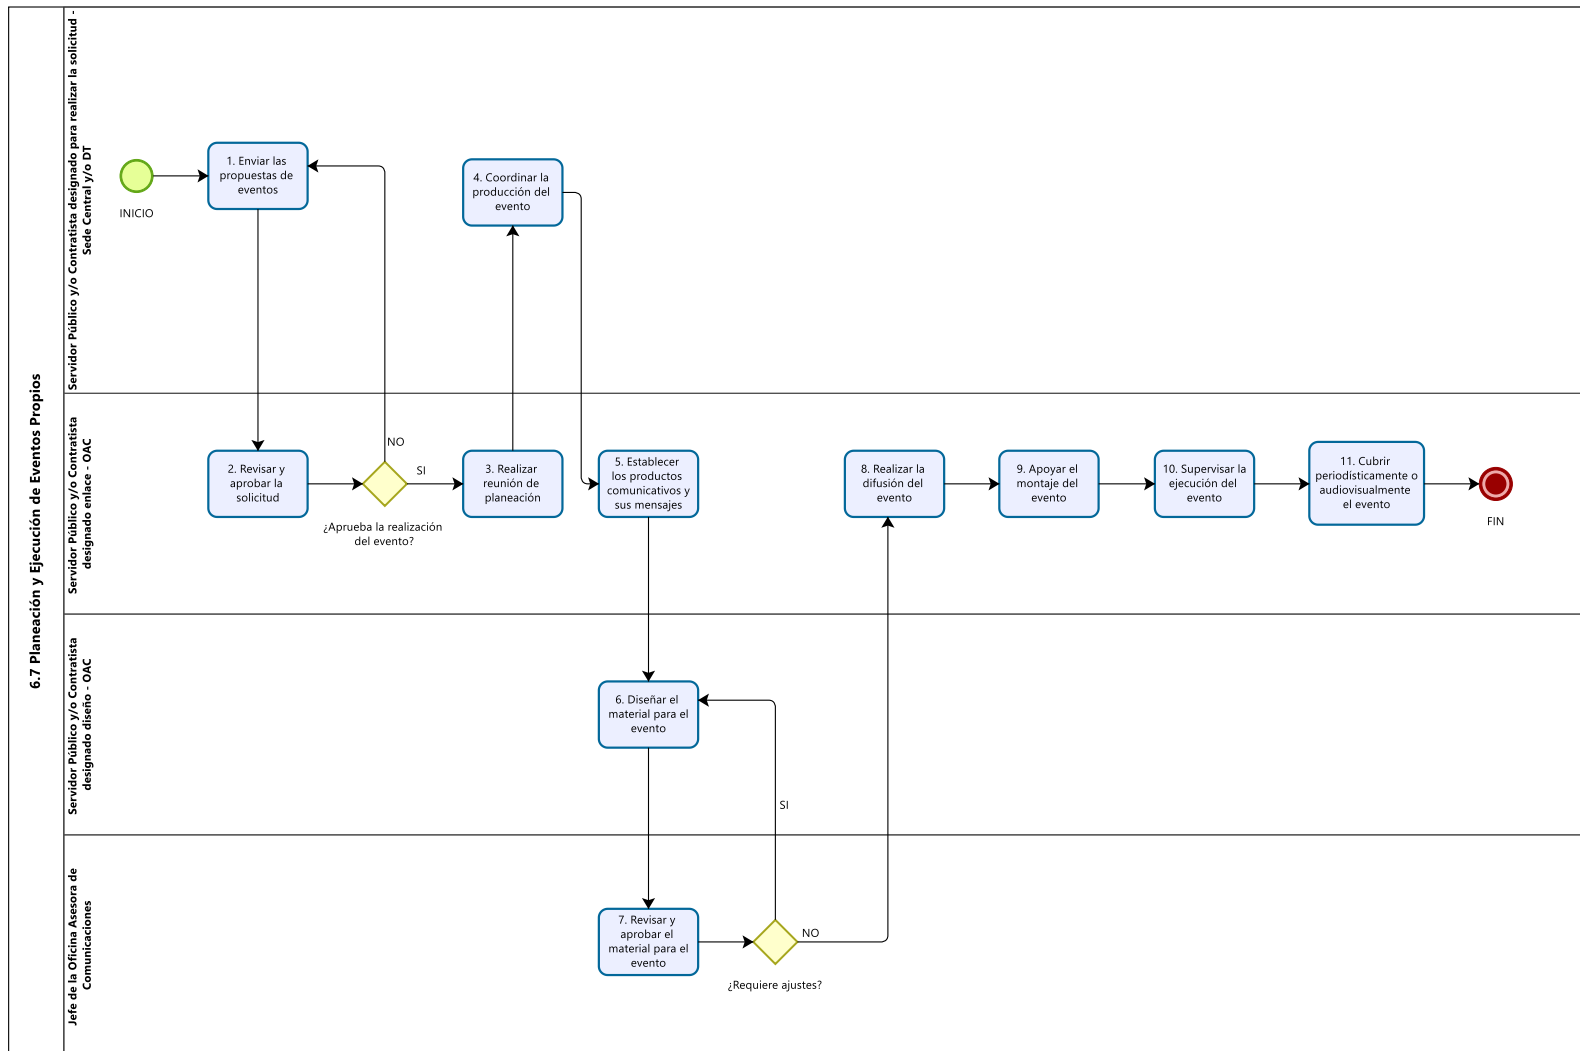 6.7 Planeación y Ejecución de Eventos Propios
Servidor Público y/o Contratista designado para realizar la solicitud -
Sede Central y/o DT
INICIO
1. Enviar las
propuestas de
eventos
4. Coordinar la
producción del
evento
Servidor Público y/o Contratista
designado enlace - OAC
2. Revisar y
aprobar la
solicitud
NO
SI
¿Aprueba la realización
del evento?
3. Realizar
reunión de
planeación
5. Establecer
los productos
comunicativos y
sus mensajes
8. Realizar la
difusión del
evento
9. Apoyar el
montaje del
evento
10. Supervisar la
ejecución del
evento
11. Cubrir
periodisticamente o
audiovisualmente
el evento
FIN
Servidor Público y/o Contratista
designado diseño - OAC
6. Diseñar el
material para el
evento
SI
Jefe de la Oficina Asesora de
Comunicaciones
7. Revisar y
aprobar el
material para el
evento
NO
¿Requiere ajustes?